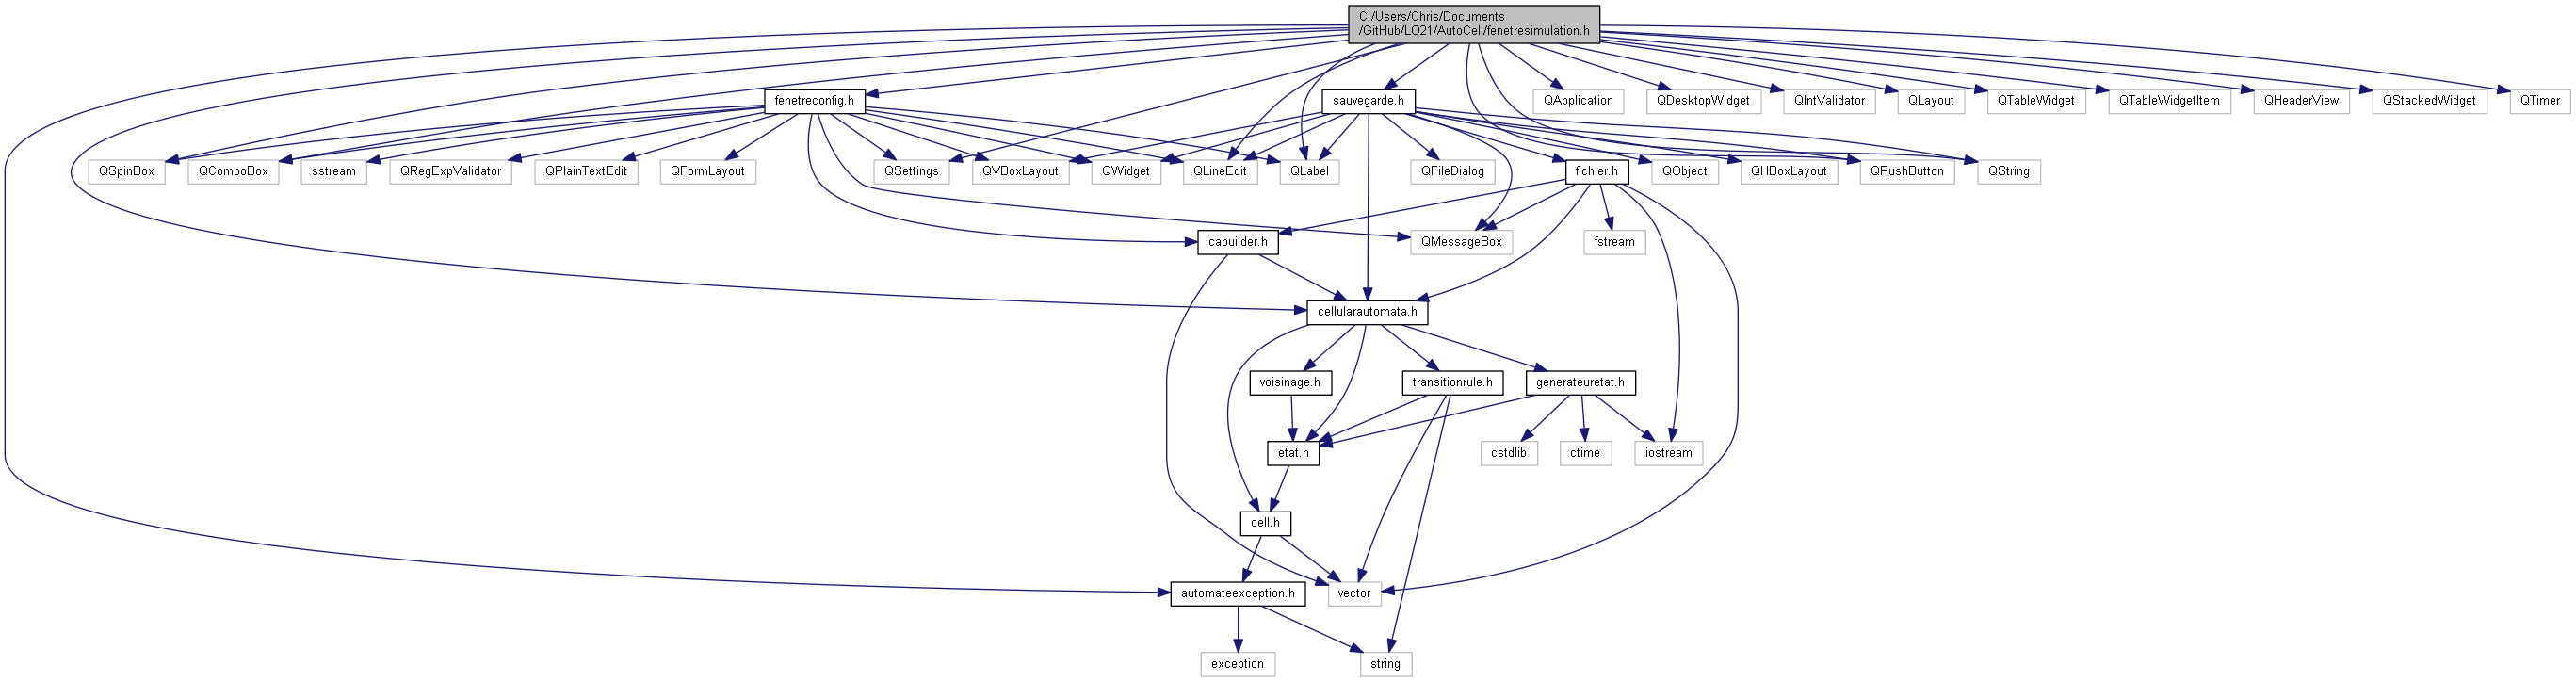 C:/Users/Chris/Documents
/GitHub/LO21/AutoCell/fenetresimulation.h
fenetreconfig.h
sauvegarde.h
QApplication
QDesktopWidget
QIntValidator
QLayout
QTableWidget
QTableWidgetItem
QHeaderView
QStackedWidget
QTimer
QSpinBox
QComboBox
sstream
QRegExpValidator
QPlainTextEdit
QFormLayout
QSettings
QVBoxLayout
QWidget
QLineEdit
QLabel
QFileDialog
fichier.h
QObject
QHBoxLayout
QPushButton
QString
cabuilder.h
QMessageBox
fstream
cellularautomata.h
voisinage.h
transitionrule.h
generateuretat.h
etat.h
cstdlib
ctime
iostream
cell.h
automateexception.h
vector
exception
string